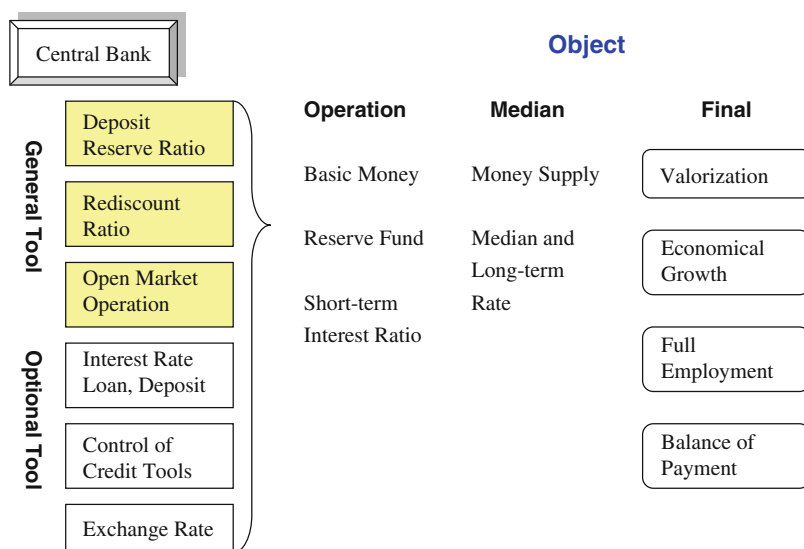 Central Bank
Object
General Tool
Deposit
Reserve Ratio
Rediscount
Ratio
Open Market
Operation
Optional Tool
Interest Rate
Loan, Deposit
Control of
Credit Tools
Exchange Rate
Operation
Basic Money
Reserve Fund
Short-term
Interest Ratio
Median
Money Supply
Median and
Long-term
Rate
Final
Valorization
Economical
Growth
Full
Employment
Balance of
Payment